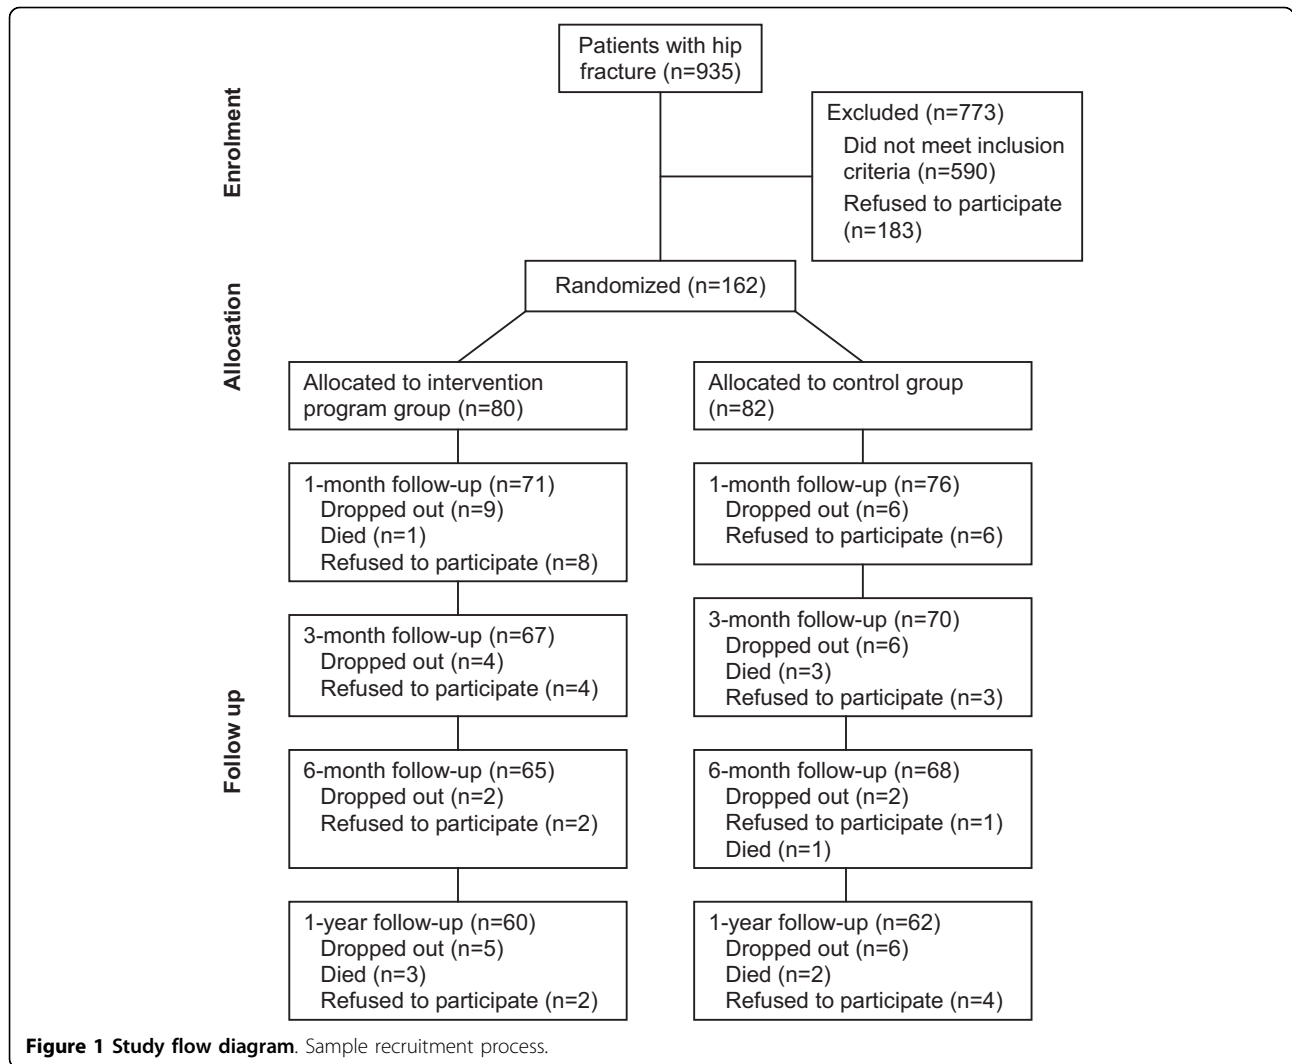 Patients with hip
fracture (n=935)
Enrolment
Excluded (n=773)
Did not meet inclusion
criteria (n=590)
Refused to participate
(n=183)
Randomized (n=162)
Allocation
Allocated to intervention
program group (n=80)
Allocated to control group
(n=82)
1-month follow-up (n=71)
Dropped out (n=9)
Died (n=1)
Refused to participate (n=8)
1-month follow-up (n=76)
Dropped out (n=6)
Refused to participate (n=6)
Follow up
3-month follow-up (n=67)
Dropped out (n=4)
Refused to participate (n=4)
3-month follow-up (n=70)
Dropped out (n=6)
Died (n=3)
Refused to participate (n=3)
6-month follow-up (n=65)
Dropped out (n=2)
Refused to participate (n=2)
6-month follow-up (n=68)
Dropped out (n=2)
Refused to participate (n=1)
Died (n=1)
1-year follow-up (n=60)
Dropped out (n=5)
Died (n=3)
Refused to participate (n=2)
1-year follow-up (n=62)
Dropped out (n=6)
Died (n=2)
Refused to participate (n=4)
Figure 1 Study flow diagram. Sample recruitment process.